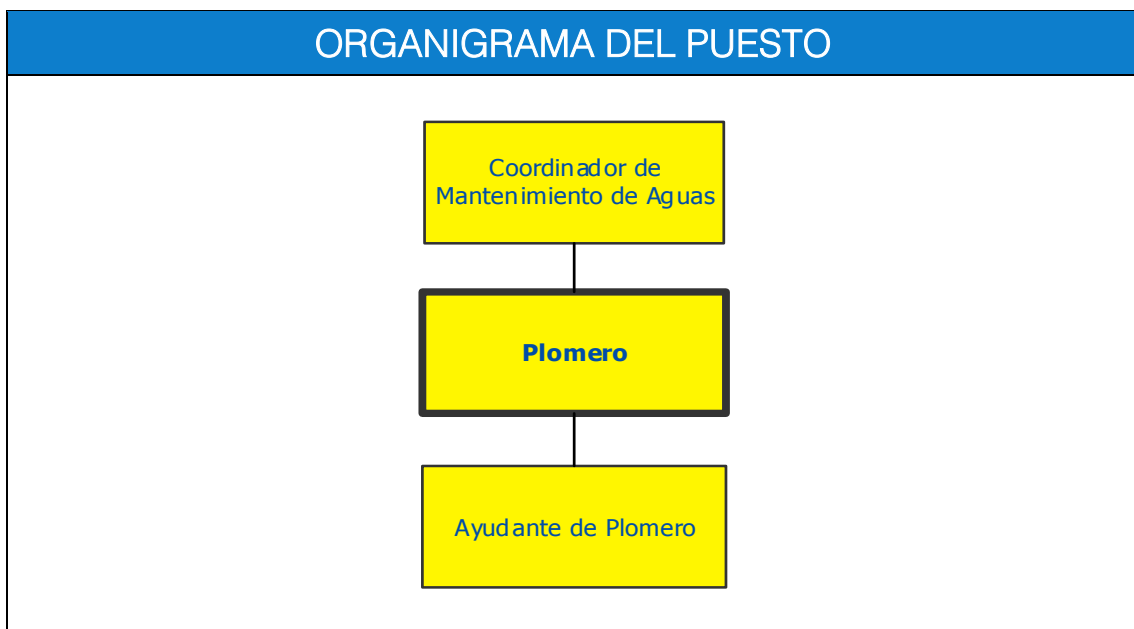 ORGANIGRAMA DEL PUESTO
Coordinador de
Mantenimiento de Aguas
Plomero
Ayudante de Plomero